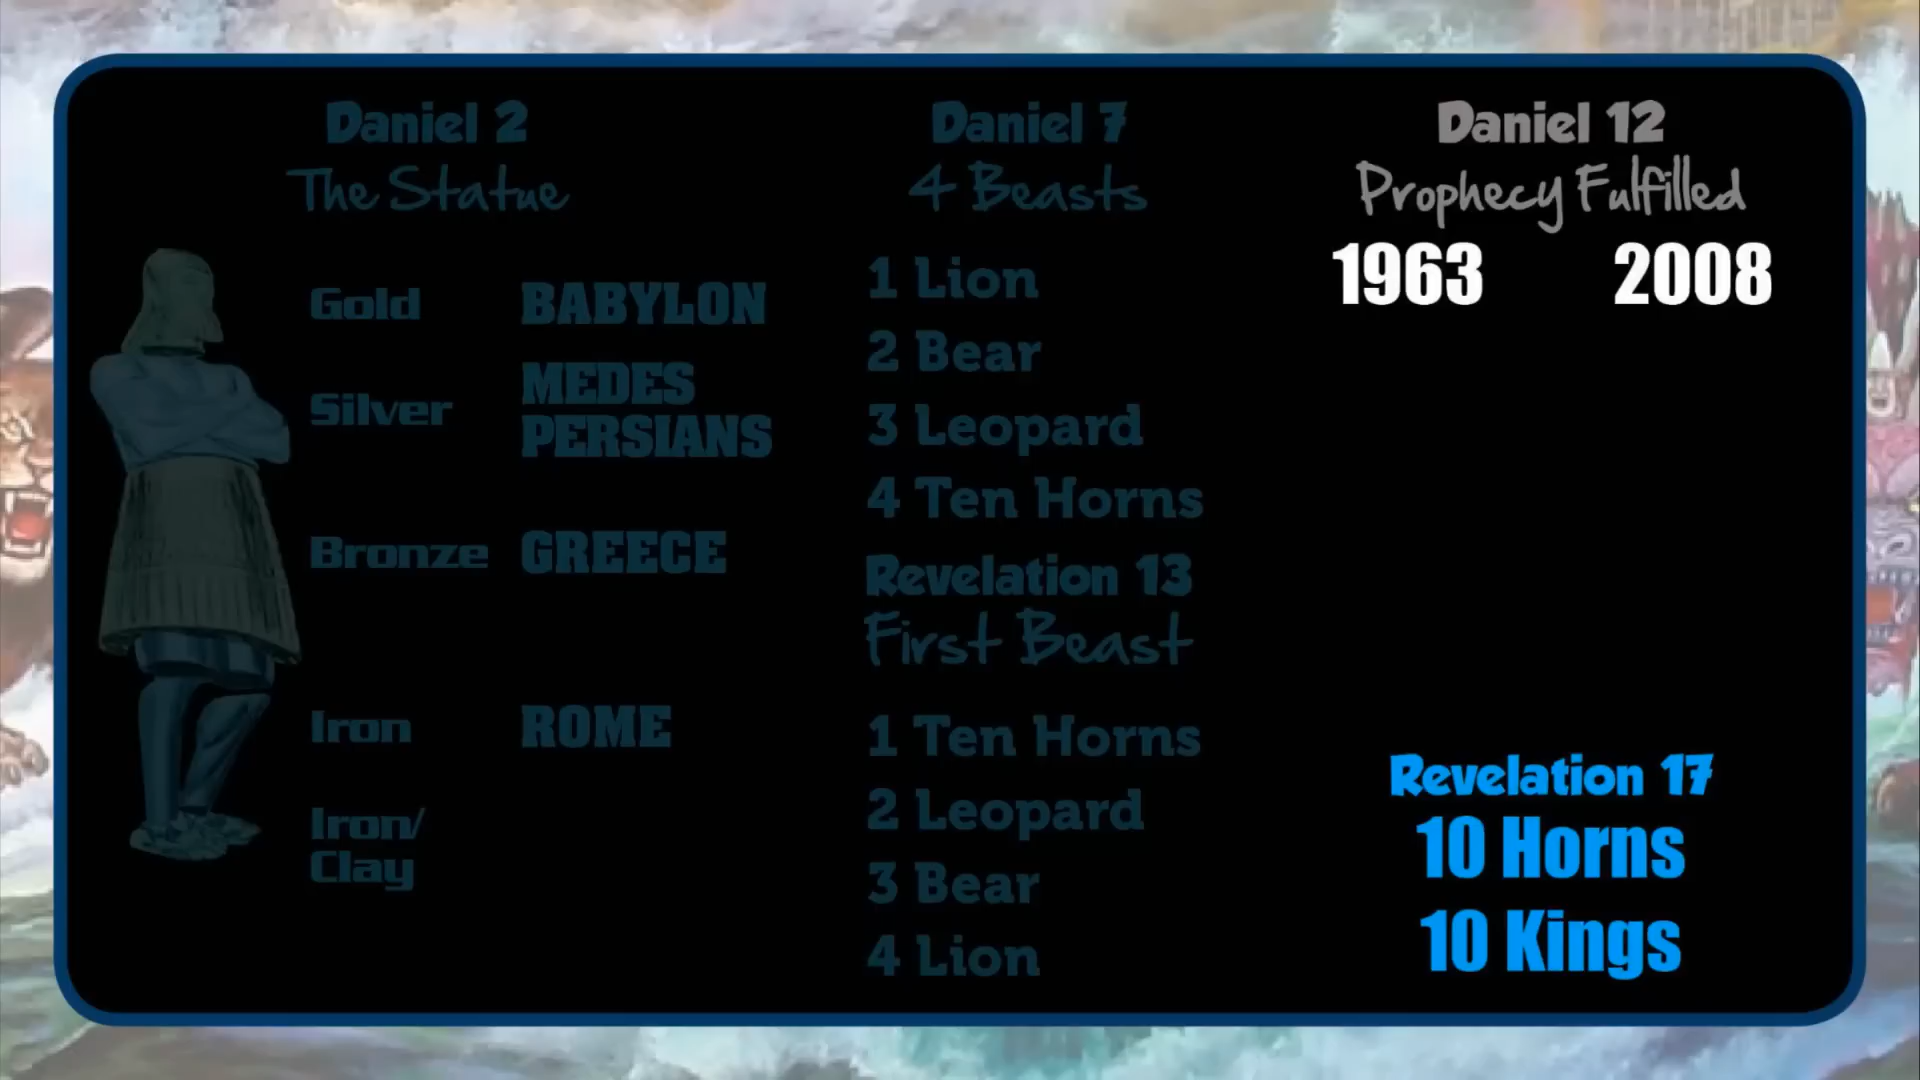 Daniel 2
The Statue
Gold BABYLON
Silver MEDES
PERSIANS
Bronze GREECE
Iron ROME
Iron/
Clay
Daniel 7
4 Beasts
1 Lion
2 Bear
3 Leopard
4 Ten Horns
Revelation 13
First Beast
1 Ten Horns
2 Leopard
3 Bear
4 Lion
Daniel 12
Prophecy Fulfilled
1963 2008
Revelation 17
10 Horns
10 Kings